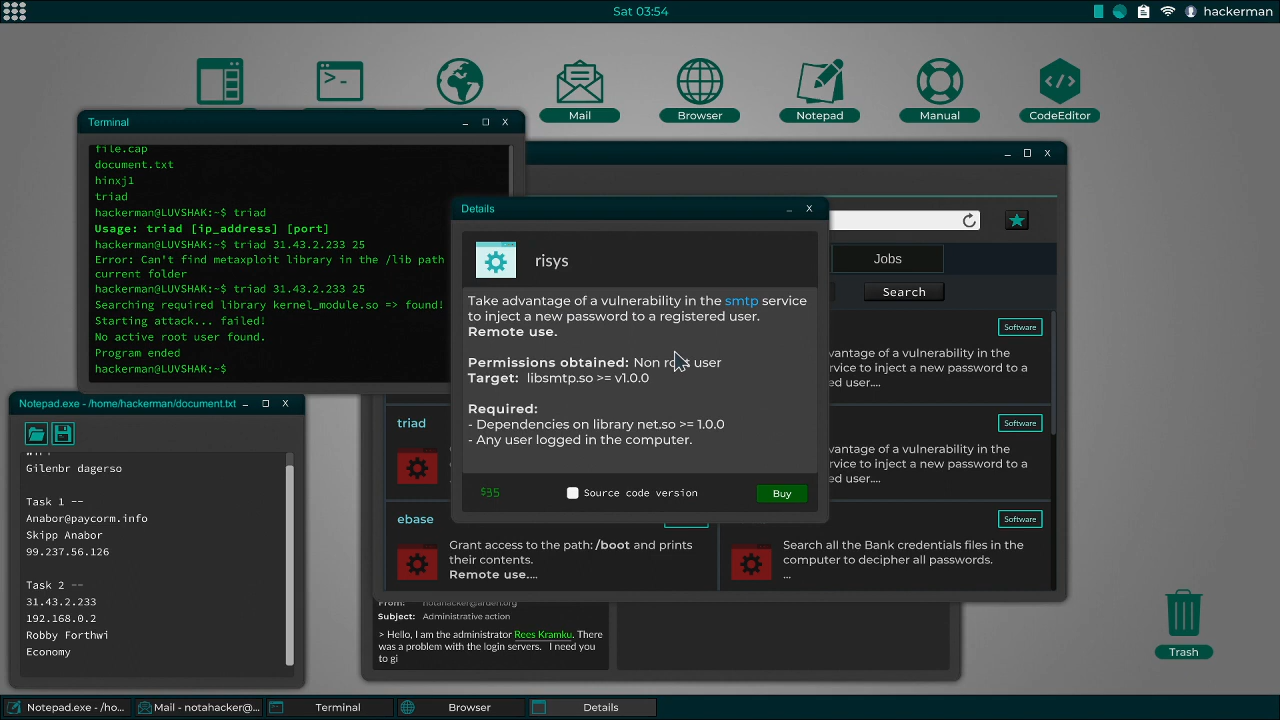 Sat 03:54
hackerman
Mail
Browser
Notepad
Manual
CodeEditor
Terminal
file.cap
document.txt
hinxj1
triad
hackerman@LUVSHAK:~$ triad
Usage: triad [ip_address] [port]
hackerman@LUVSHAK:~$ triad 31.43.2.233 25
Error: Can't find metaxploit library in the /lib path
current folder
hackerman@LUVSHAK:~$ triad 31.43.2.233 25
Searching required library kernel_module.so => found!
Starting attack... failed!
No active root user found.
Program ended
hackerman@LUVSHAK:~$
Details
risys
Take advantage of a vulnerability in the smtp service
to inject a new password to a registered user.
Remote use.
Permissions obtained: Non root user
Target: libsmtp.so >= v1.0.0
Required:
- Dependencies on library net.so >= 1.0.0
- Any user logged in the computer.
$35
Source code version
Buy
Jobs
Search
Software
vantage of a vulnerability in the
vice to inject a new password to a
ed user....
triad
Software
vantage of a vulnerability in the
vice to inject a new password to a
ed user....
ebase
Grant access to the path: /boot and prints
their contents.
Remote use....
Software
Search all the Bank credentials files in the
computer to decipher all passwords.
...
Notepad.exe - /home/hackerman/document.txt
Gilenbr dagerso
Task 1 --
Anabor@paycorm.info
Skipp Anabor
99.237.56.126
Task 2 --
31.43.2.233
192.168.0.2
Robby Forthwi
Economy
From: notahacker@arden.org
Subject: Administrative action
> Hello, I am the administrator Rees Kramku. There
was a problem with the login servers. I need you
to gi
Trash
Notepad.exe - /ho...
Mail - notahacker@...
Terminal
Browser
Details